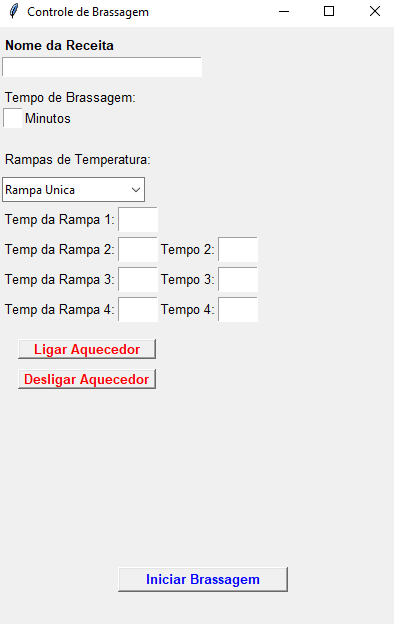 Controle de Brassagem
Nome da Receita
Tempo de Brassagem:
Minutos
Rampas de Temperatura:
Rampa Unica
Temp da Rampa 1:
Temp da Rampa 2: Tempo 2:
Temp da Rampa 3: Tempo 3:
Temp da Rampa 4: Tempo 4:
Ligar Aquecedor
Desligar Aquecedor
Iniciar Brassagem